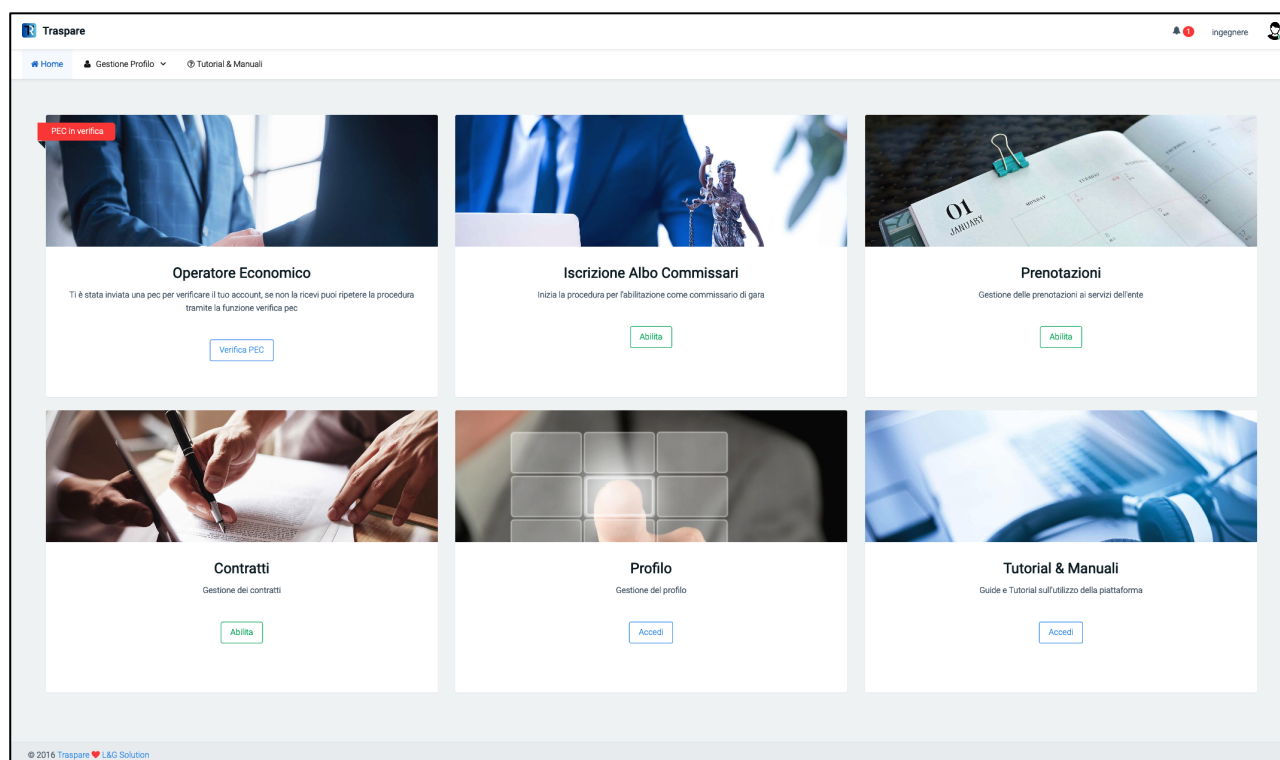 Traspare
1
ingegnere
Home
Gestione Profilo
Tutorial & Manuali
PEC in verifica
01
JANUARY
MONDAY
TUESDAY
Operatore Economico
Ti è stata inviata una pec per verificare il tuo account, se non la ricevi puoi ripetere la procedura
tramite la funzione verifica pec
Verifica PEC
Iscrizione Albo Commissari
Inizia la procedura per l'abilitazione come commissario di gara
Abilita
Prenotazioni
Gestione delle prenotazioni ai servizi dell'ente
Abilita
Contratti
Gestione dei contratti
Abilita
Profilo
Gestione del profilo
Accedi
Tutorial & Manuali
Guide e Tutorial sull'utilizzo della piattaforma
Accedi
© 2016 Traspare ❤ L&G Solution